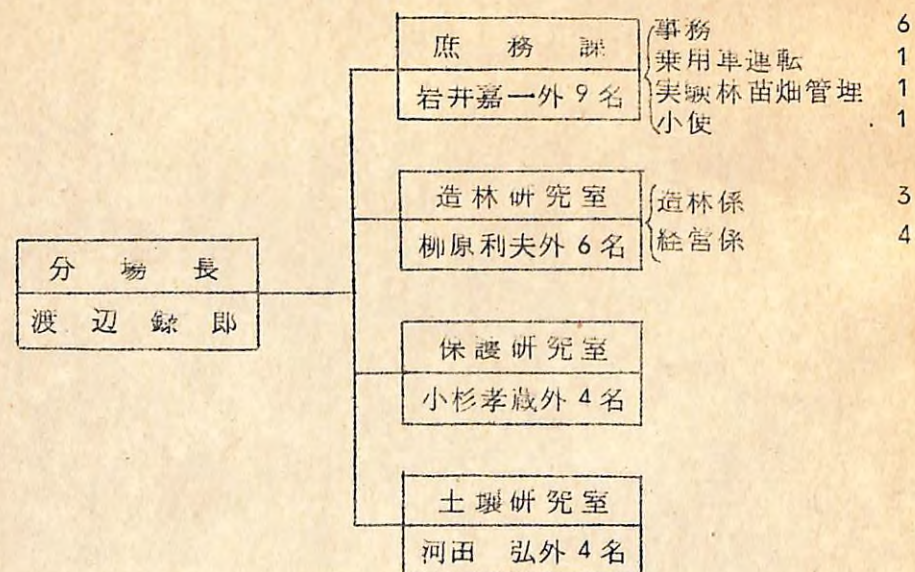 庶務課
岩井嘉一外9名
事務 6
乗用車運転 1
実験林苗畑管理 1
小使 1
造林研究室
柳原利夫外6名
造林係 3
経営係 4
分場長
渡辺録郎
保護研究室
小杉孝蔵外4名
土壌研究室
河田 弘外4名